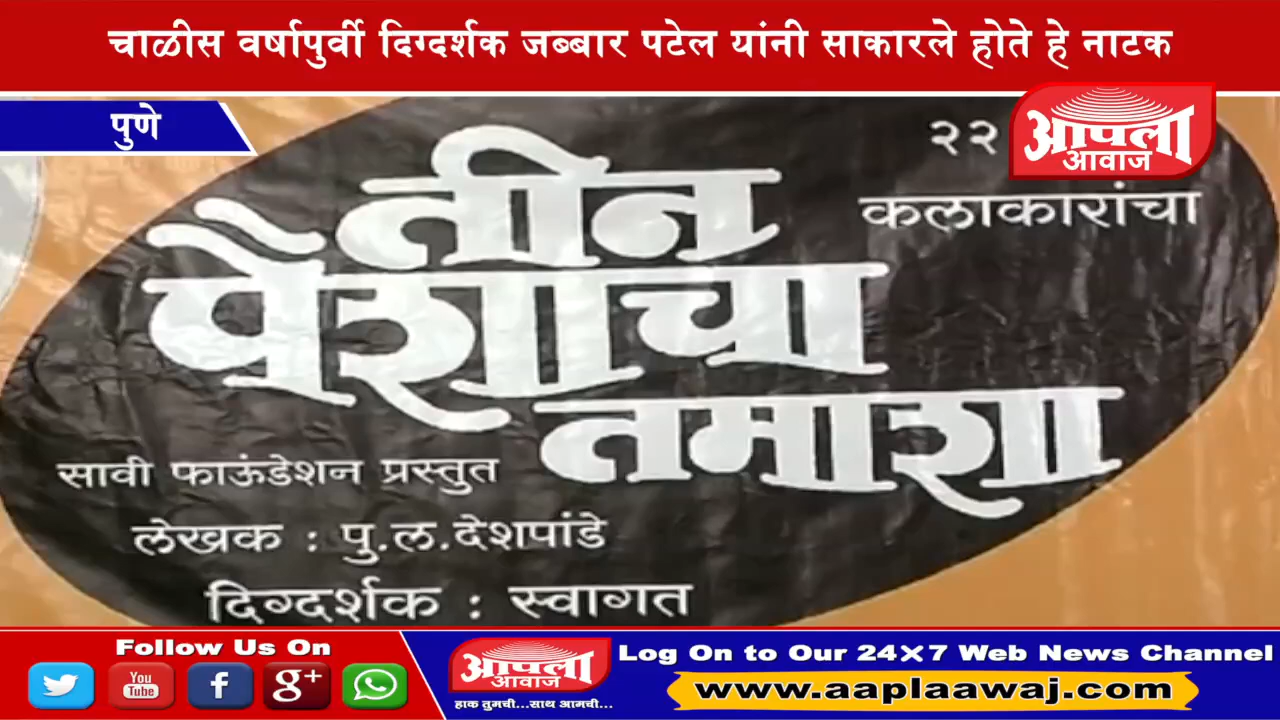 चाळीस वर्षापुर्वी दिग्दर्शक जब्बार पटेल यांनी साकारले होते हे नाटक
पुणे
आपला
आवाज
२२
कलाकारांचा
तीन
पैशाचा
तमाशा
सावी फाऊंडेशन प्रस्तुत
लेखक : पु.ल.देशपांडे
दिग्दर्शक : स्वागत
Follow Us On
You
Tube
f
g+
आपला
आवाज
हाक तुमची...साथ आमची...
Log On to Our 24×7 Web News Channel
www.aaplaawaj.com